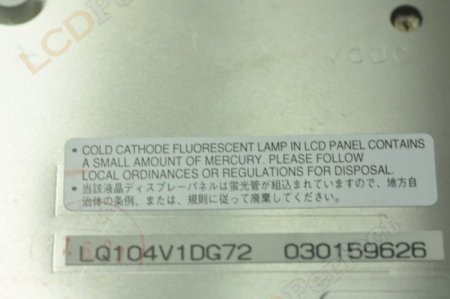 • COLD CATHODE FLUORESCENT LAMP IN LCD PANEL CONTAINS
A SMALL AMOUNT OF MERCURY. PLEASE FOLLOW
LOCAL ORDINANCES OR REGULATIONS FOR DISPOSAL.
• 当該液晶ディスプレーパネルは蛍光管が組込まれていますので、地方自
治体の条例、または、規則に従って廃棄してください。
LQ104V1DG72 030159626